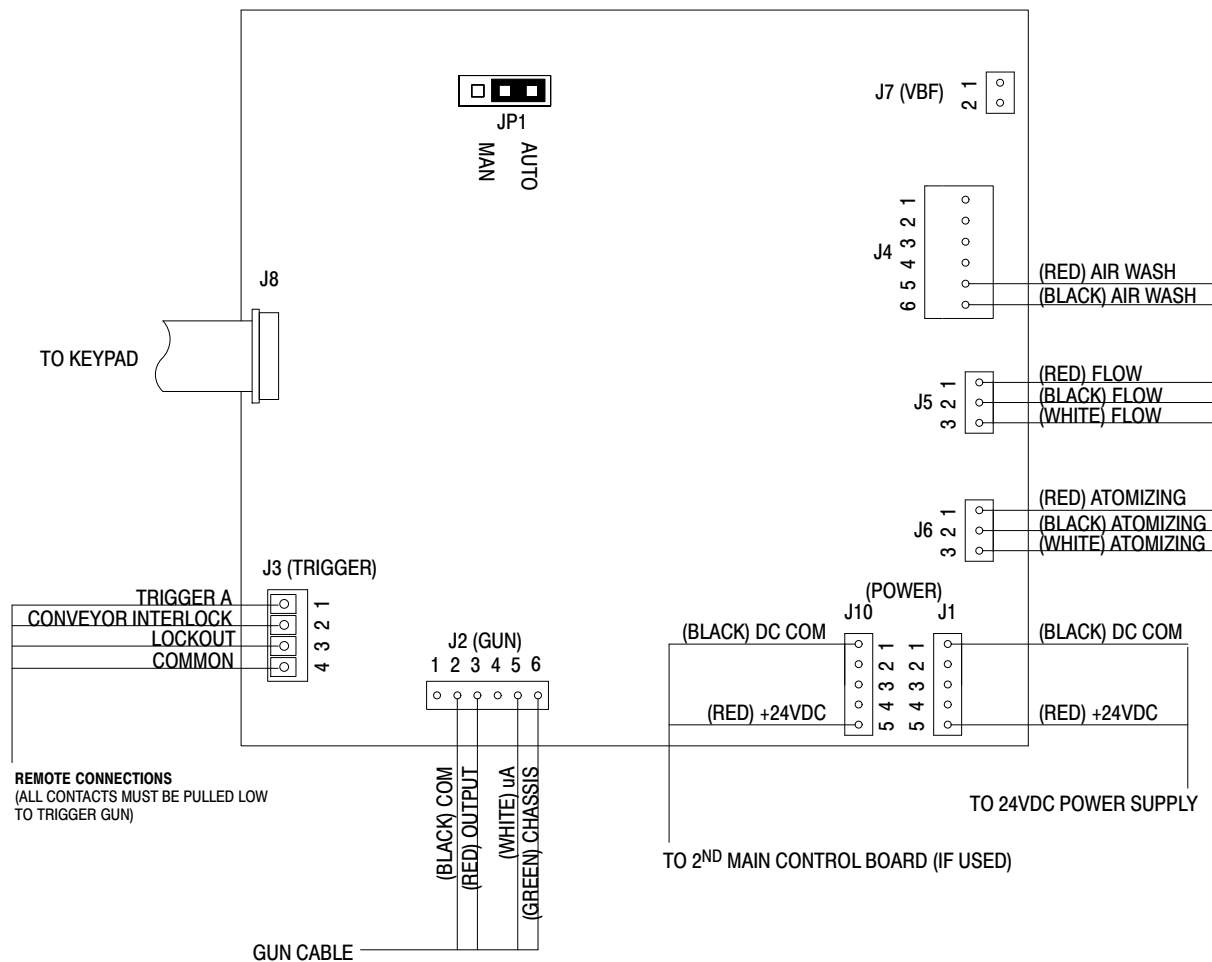 JP1
MAN
AUTO
J7 (VBF)
1
2
J4
1
2
3
4
5
6
(RED) AIR WASH
(BLACK) AIR WASH
J8
TO KEYPAD
J5
1
2
3
(RED) FLOW
(BLACK) FLOW
(WHITE) FLOW
J6
1
2
3
(RED) ATOMIZING
(BLACK) ATOMIZING
(WHITE) ATOMIZING
J3 (TRIGGER)
TRIGGER A
CONVEYOR INTERLOCK
LOCKOUT
COMMON
1
2
3
4
REMOTE CONNECTIONS
(ALL CONTACTS MUST BE PULLED LOW
TO TRIGGER GUN)
J2 (GUN)
1 2 3 4 5 6
(BLACK) COM
(RED) OUTPUT
(WHITE) uA
(GREEN) CHASSIS
GUN CABLE
(POWER)
J10 J1
(BLACK) DC COM
(RED) +24VDC
1 1
2 2
3 3
4 4
5 5
(BLACK) DC COM
(RED) +24VDC
TO 24VDC POWER SUPPLY
TO 2ND MAIN CONTROL BOARD (IF USED)